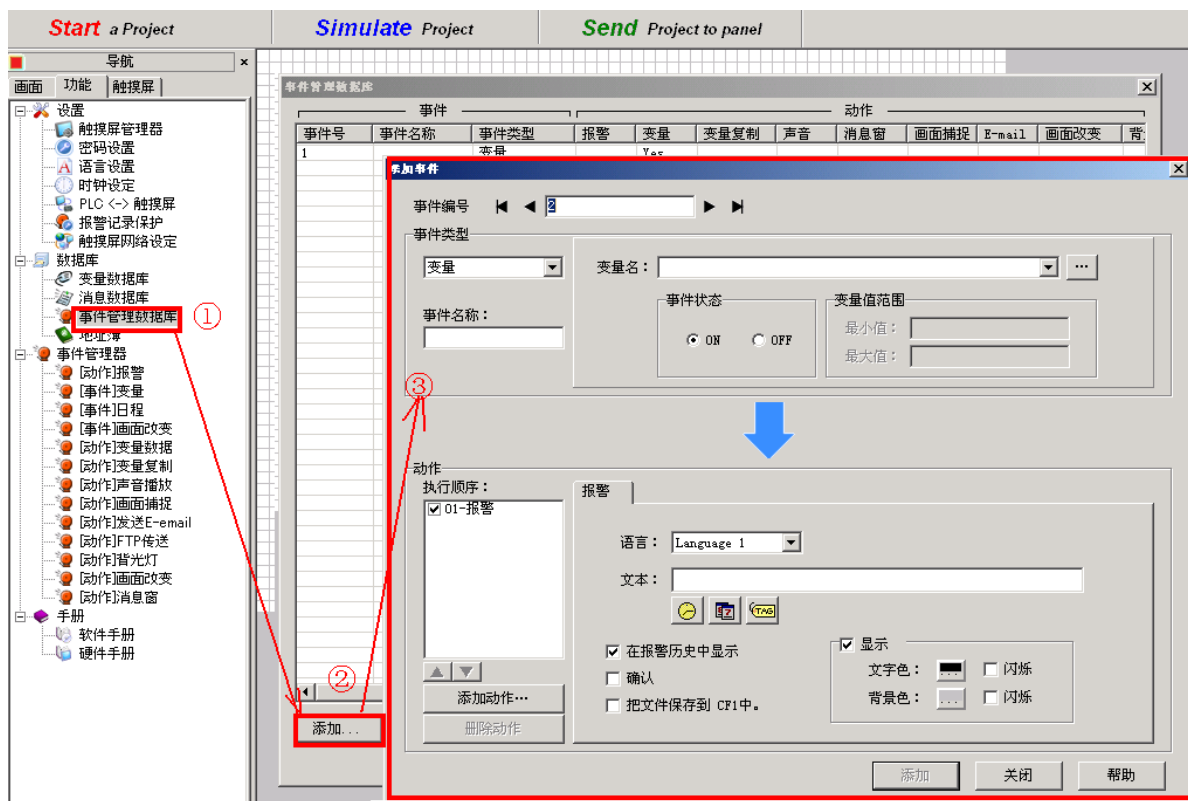 Start a Project
Simulate Project
Send Project to panel
导航
画面 功能 触摸屏
设置
触摸屏管理器
密码设置
语言设置
时钟设定
PLC <-> 触摸屏
报警记录保护
触摸屏网络设定
数据库
变量数据库
消息数据库
事件管理数据库
①
地址簿
事件管理器
[动作]报警
[事件]变量
[事件]日程
[事件]画面改变
[动作]变量数据
[动作]变量复制
[动作]声音播放
[动作]画面捕捉
[动作]发送E-email
[动作]FTP传送
[动作]背光灯
[动作]画面改变
[动作]消息窗
手册
软件手册
硬件手册
事件管理数据库
事件 动作
事件号 事件名称 事件类型 报警 变量 变量复制 声音 消息窗 画面捕捉 E-mail 画面改变
1 变量 Yes
②
添加...
添加事件
事件编号 2
事件类型
变量
变量名：
...
事件名称：
事件状态
ON OFF
变量值范围
最小值：
最大值：
③
动作
执行顺序：
01-报警
添加动作…
删除动作
报警
语言： Language 1
文本：
TAG
在报警历史中显示
确认
把文件保存到 CF1中。
显示
文字色： ... 闪烁
背景色： ... 闪烁
添加 关闭 帮助